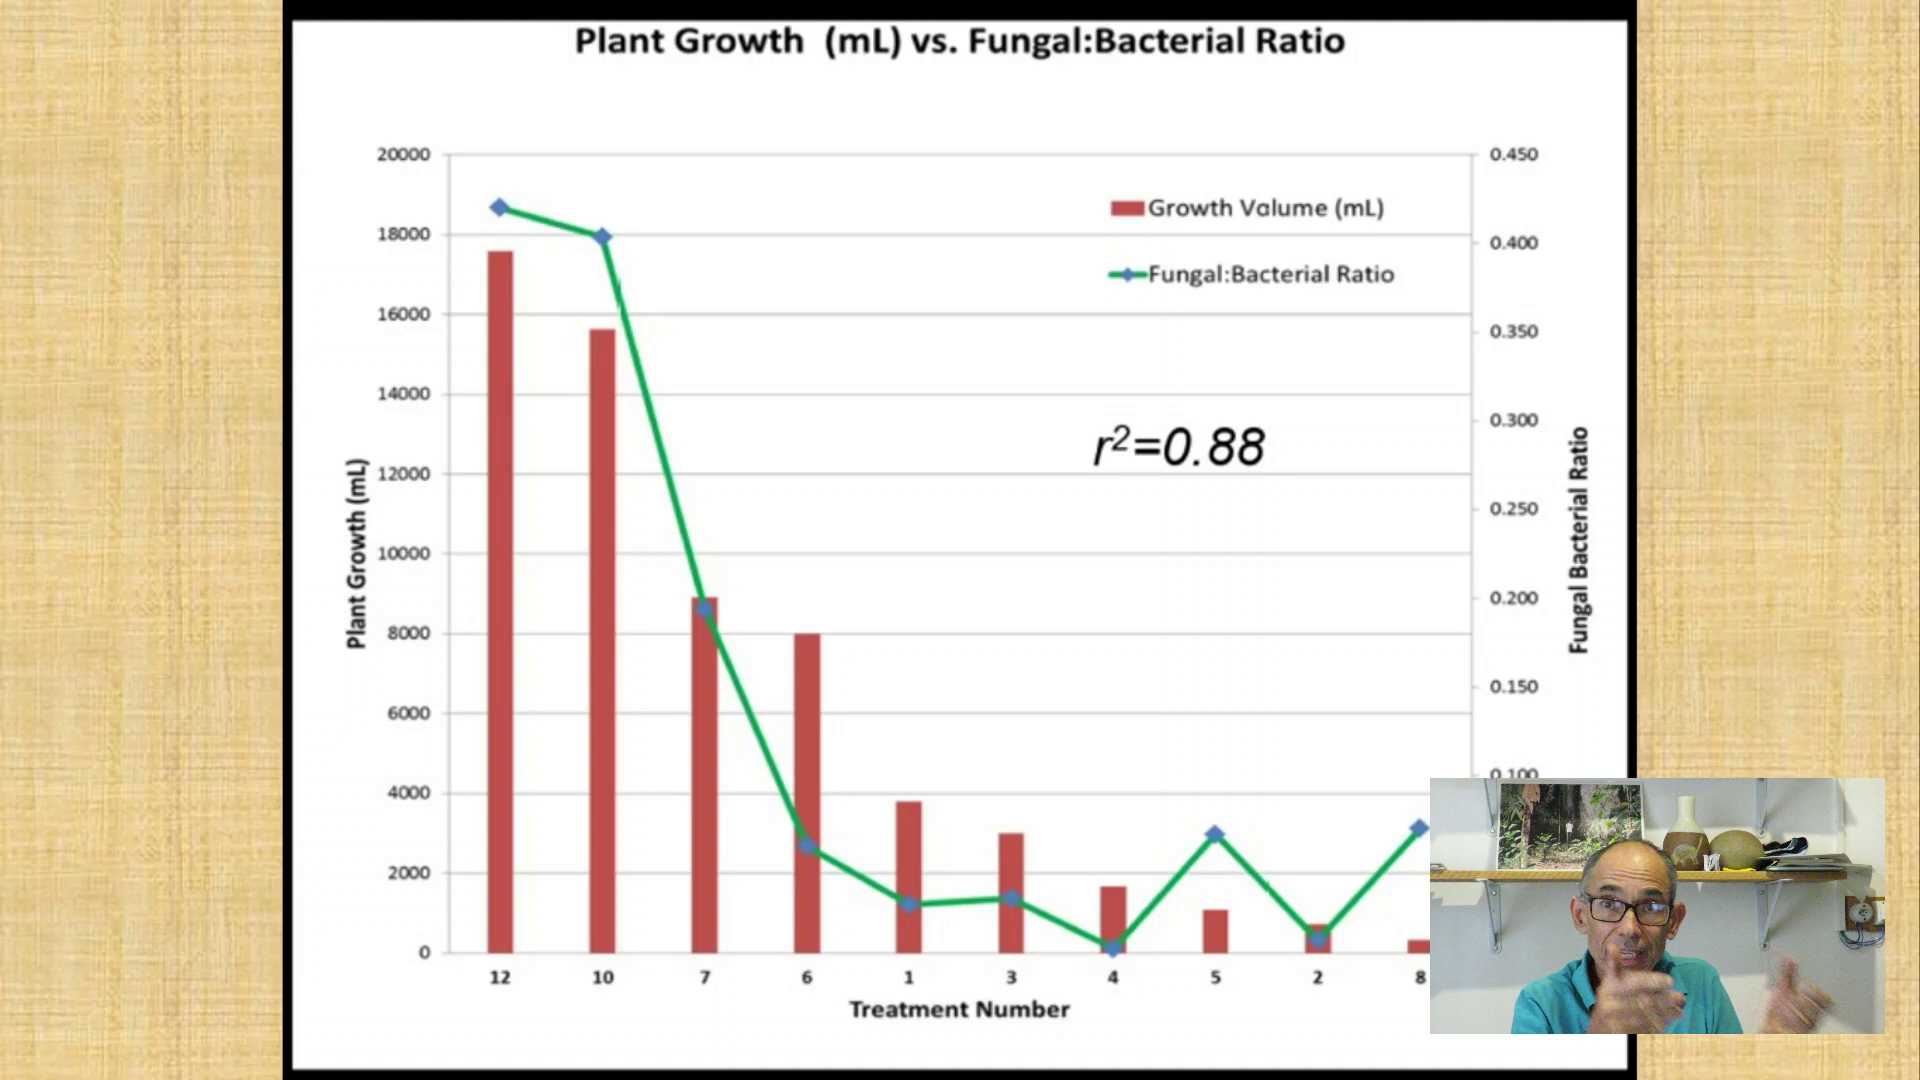 Plant Growth (mL) vs. Fungal:Bacterial Ratio
20000
18000
16000
14000
12000
10000
8000
6000
4000
2000
0
Plant Growth (mL)
Growth Volume (mL)
Fungal:Bacterial Ratio
r²=0.88
0.450
0.400
0.350
0.300
0.250
0.200
0.150
0.100
Fungal Bacterial Ratio
12 10 7 6 1 3 4 5 2 8
Treatment Number